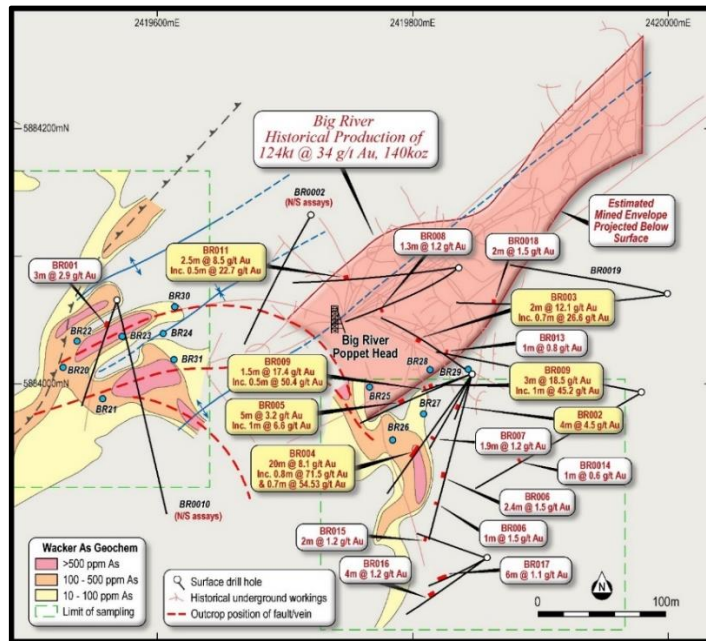 2419600mE
2419800mE
2420000mE
5884200mN
5884000mN
Big River
Historical Production of
124kt @ 34 g/t Au, 140koz
BR0002
(N/S assays)
Estimated
Mined Envelope
Projected Below
Surface
BR008
1.3m @ 1.2 g/t Au
BR0018
2m @ 1.5 g/t Au
BR0019
BR011
2.5m @ 8.5 g/t Au
Inc. 0.5m @ 22.7 g/t Au
BR001
3m @ 2.9 g/t Au
BR003
2m @ 12.1 g/t Au
Inc. 0.7m @ 26.6 g/t Au
BR30
BR22
BR23
BR24
BR20
BR31
BR21
Big River
Poppet Head
BR013
1m @ 0.8 g/t Au
BR009
1.5m @ 17.4 g/t Au
Inc. 0.5m @ 50.4 g/t Au
BR28
BR29
BR25
BR27
BR26
BR009
3m @ 18.5 g/t Au
Inc. 1m @ 45.2 g/t Au
BR005
5m @ 3.2 g/t Au
Inc. 1m @ 6.6 g/t Au
BR002
4m @ 4.5 g/t Au
BR004
20m @ 8.1 g/t Au
Inc. 0.8m @ 71.5 g/t Au
& 0.7m @ 54.53 g/t Au
BR007
1.9m @ 1.2 g/t Au
BR0014
1m @ 0.6 g/t Au
BR006
2.4m @ 1.5 g/t Au
BR006
1m @ 1.5 g/t Au
BR0010
(N/S assays)
BR015
2m @ 1.2 g/t Au
BR016
4m @ 1.2 g/t Au
BR017
6m @ 1.1 g/t Au
Wacker As Geochem
>500 ppm As
100 - 500 ppm As
10 - 100 ppm As
Limit of sampling
Surface drill hole
Historical underground workings
Outcrop position of fault/vein
N
0
100m